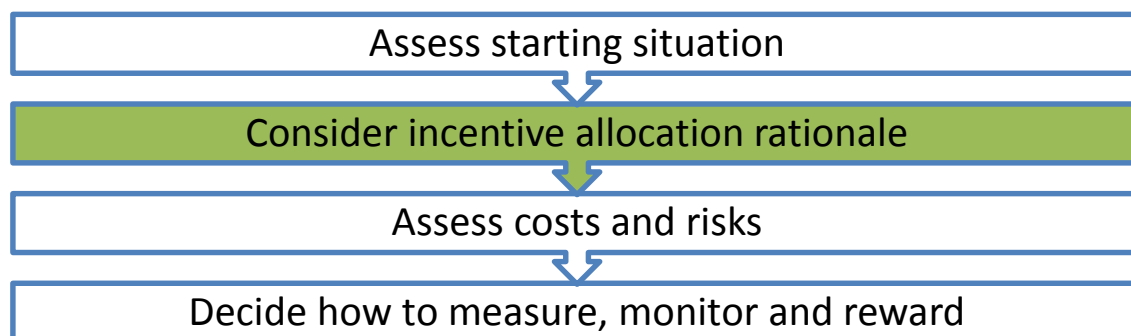 Assess starting situation
Consider incentive allocation rationale
Assess costs and risks
Decide how to measure, monitor and reward